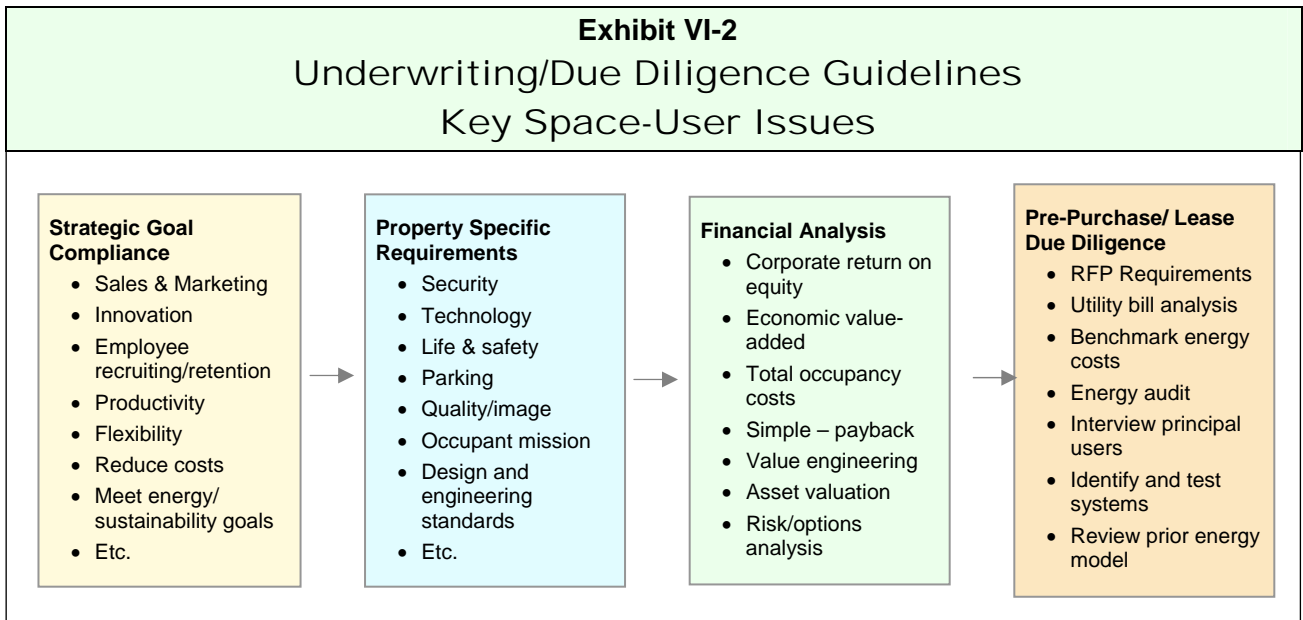 Exhibit VI-2
Underwriting/Due Diligence Guidelines
Key Space-User Issues
Strategic Goal
Compliance
• Sales & Marketing
• Innovation
• Employee
recruiting/retention
• Productivity
• Flexibility
• Reduce costs
• Meet energy/
sustainability goals
• Etc.
Property Specific
Requirements
• Security
• Technology
• Life & safety
• Parking
• Quality/image
• Occupant mission
• Design and
engineering
standards
• Etc.
Financial Analysis
• Corporate return on
equity
• Economic value-
added
• Total occupancy
costs
• Simple – payback
• Value engineering
• Asset valuation
• Risk/options
analysis
Pre-Purchase/ Lease
Due Diligence
• RFP Requirements
• Utility bill analysis
• Benchmark energy
costs
• Energy audit
• Interview principal
users
• Identify and test
systems
• Review prior energy
model